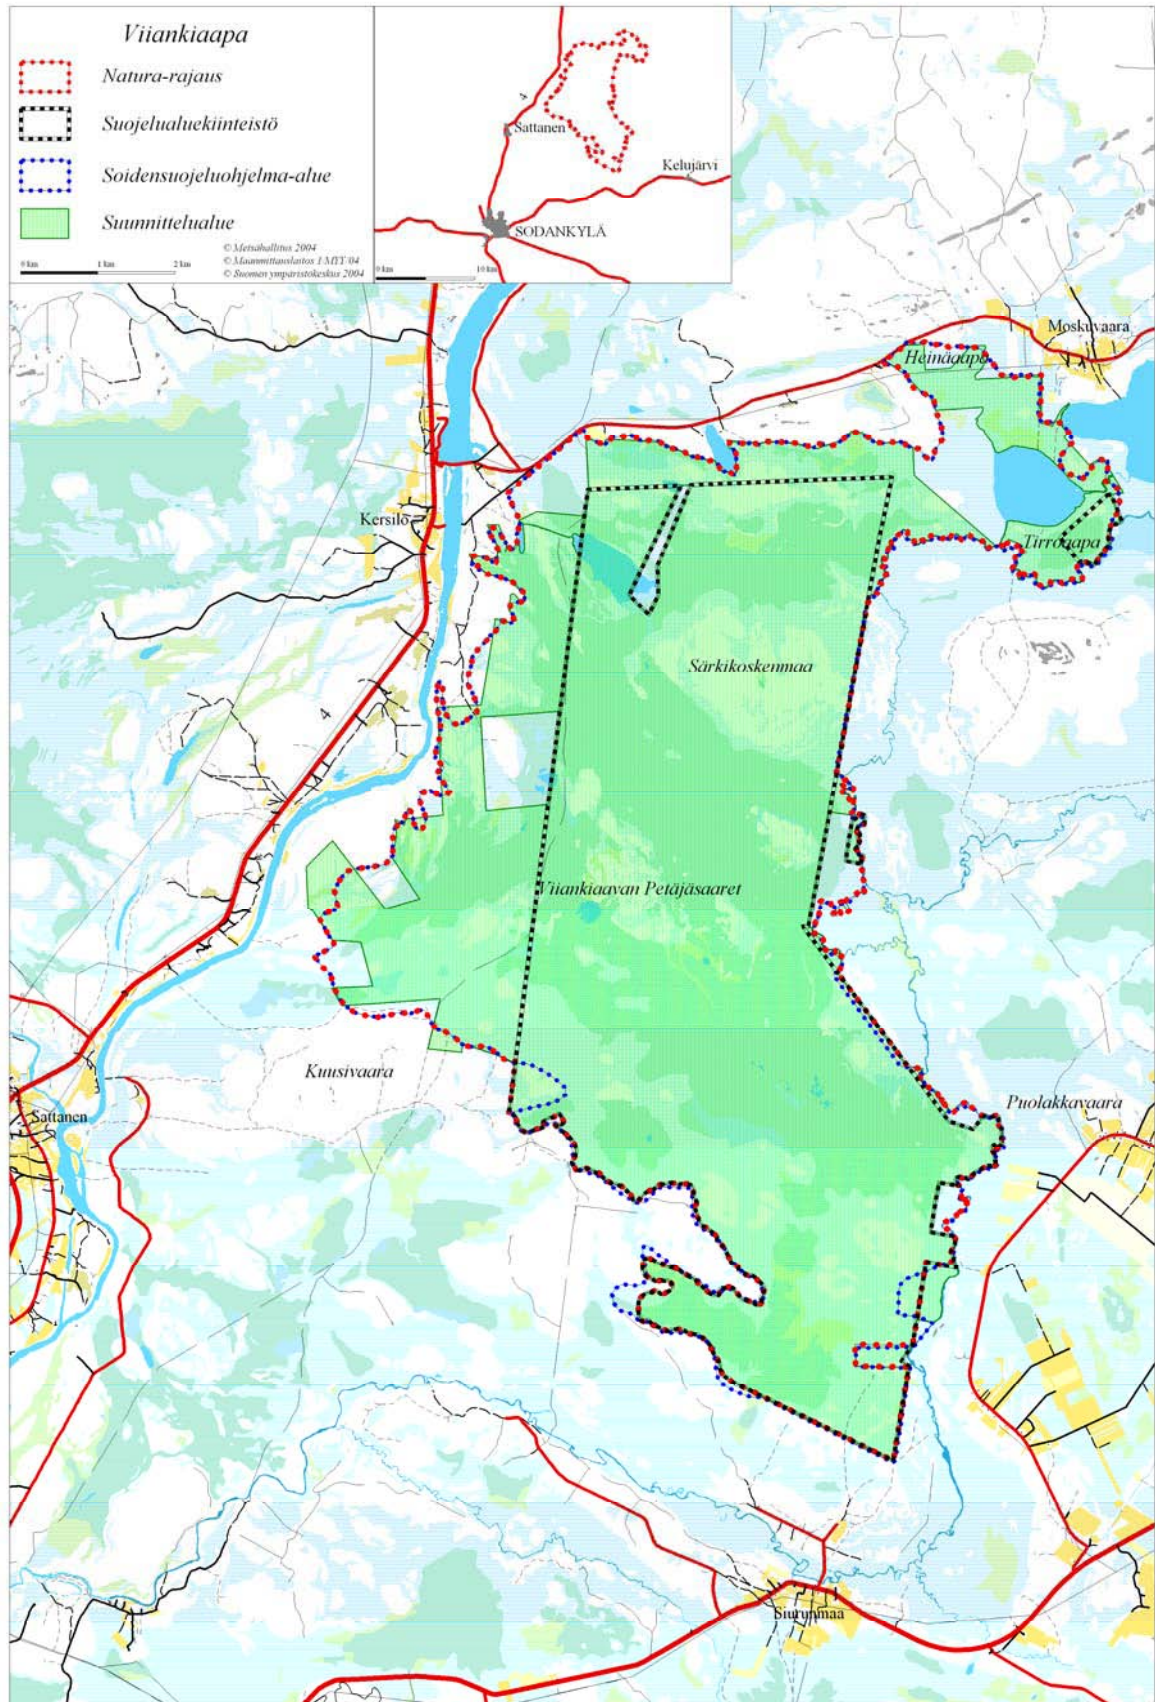 Viiankiaapa
Natura-rajaus
Suojelualuekiinteistö
Soidensuojeluohjelma-alue
Suunnittelualue
© Metsähallitus 2004
© Maanmittauslaitos 1/MYY/04
© Suomen ympäristökeskus 2004
0 km 1 km 2 km
4
Sattanen
Kelujärvi
SODANKYLÄ
0 km 10 km
Moskuvaara
Heinäaapa
Kersilö
Tirroaapa
Särkikoskenmaa
4
Viiankiaavan Petäjäsaaret
Kuusivaara
Puolakkavaara
Sattanen
Siurunmaa